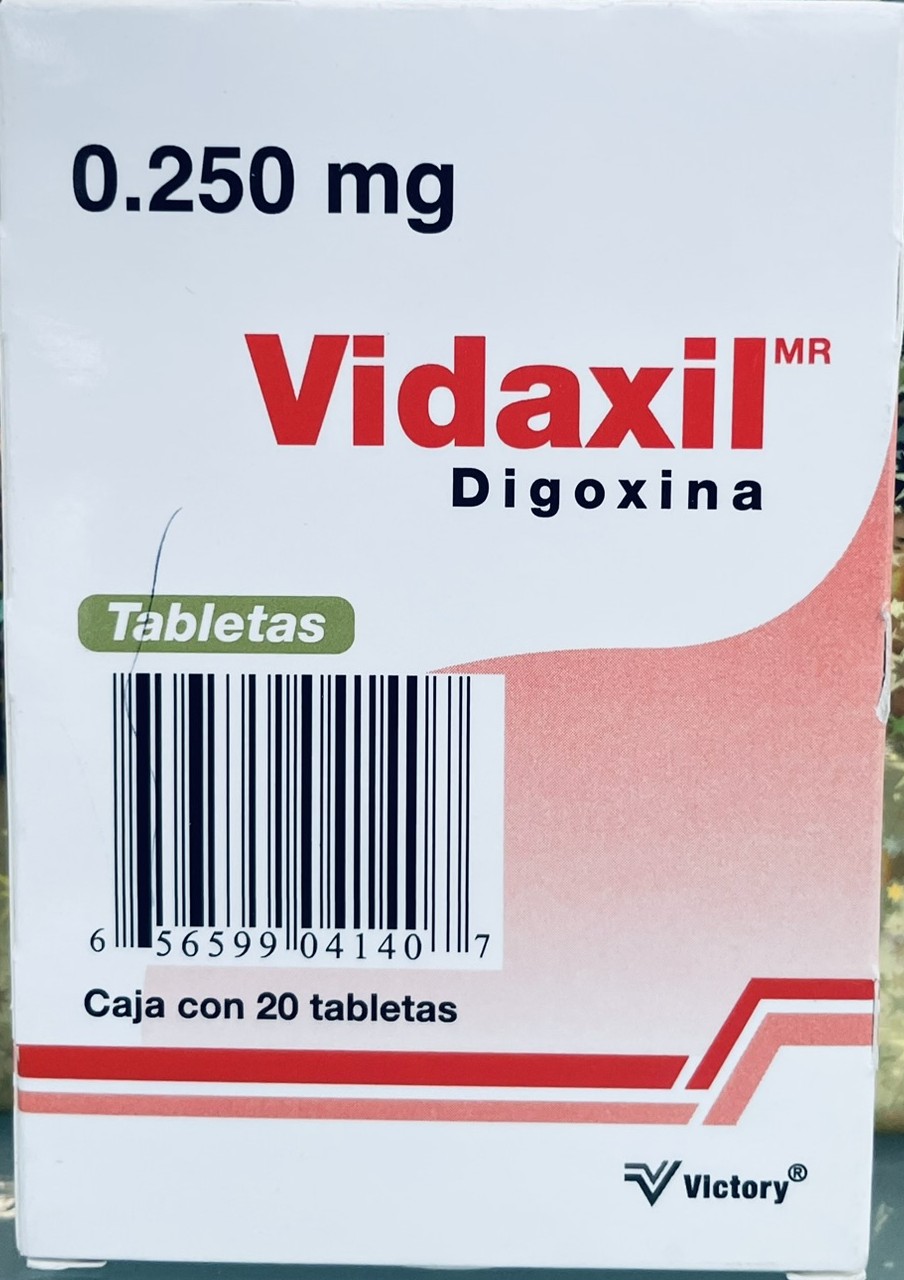 0.250 mg
Vidaxil MR
Digoxina
Tabletas
6 56599 04140 7
Caja con 20 tabletas
Victory®